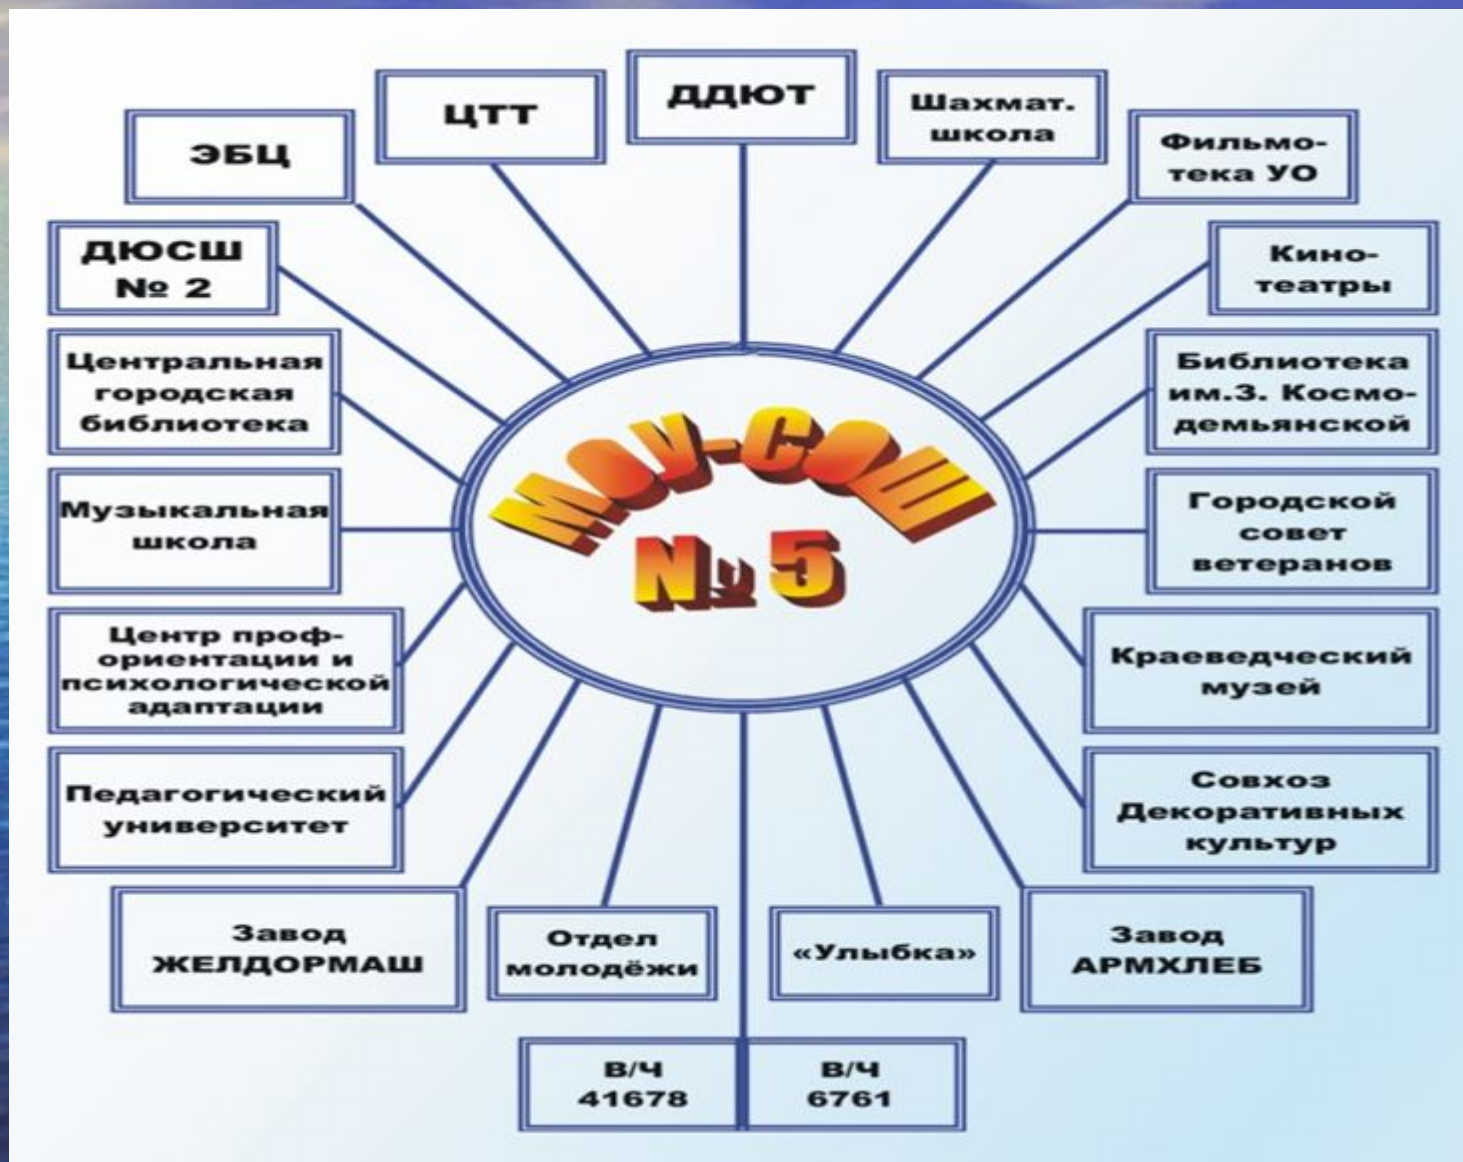 ДДЮТ
ЦТТ
Шахмат.
школа
ЭБЦ
Фильмо-
тека УО
ДЮСШ
№ 2
Кино-
театры
Центральная
городская
библиотека
Библиотека
им.З. Космо-
демьянской
МОУ-СОШ
№ 5
Музыкальная
школа
Городской
совет
ветеранов
Центр проф-
ориентации и
психологической
адаптации
Краеведческий
музей
Педагогический
университет
Совхоз
Декоративных
культур
Завод
ЖЕЛДОРМАШ
Отдел
молодёжи
«Улыбка»
Завод
АРМХЛЕБ
В/Ч
41678
В/Ч
6761